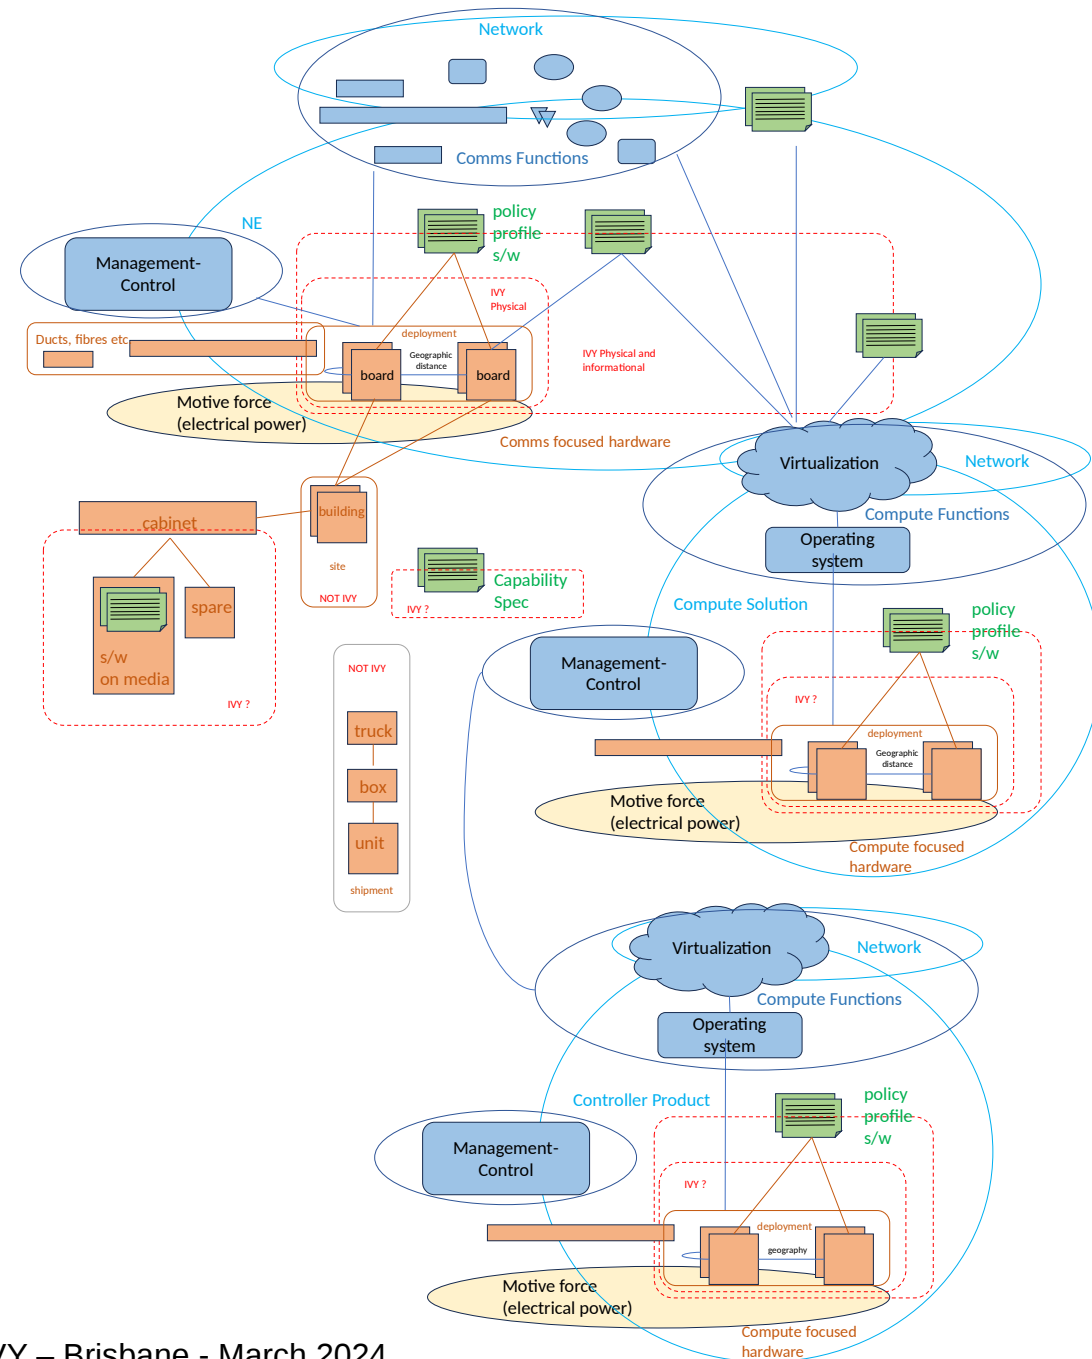 Network
Comms Functions
NE
policy
profile
s/w
Management-
Control
IVY
Physical
Ducts, fibres etc
deployment
Geographic
distance
board
board
IVY Physical and
informational
Motive force
(electrical power)
Comms focused hardware
Virtualization
Network
Compute Functions
Operating
system
cabinet
building
site
NOT IVY
Capability
Spec
IVY ?
spare
s/w
on media
IVY ?
Compute Solution
policy
profile
s/w
Management-
Control
IVY ?
deployment
Geographic
distance
Motive force
(electrical power)
Compute focused
hardware
NOT IVY
truck
box
unit
shipment
Virtualization
Network
Compute Functions
Operating
system
Controller Product
policy
profile
s/w
Management-
Control
IVY ?
deployment
geography
Motive force
(electrical power)
Compute focused
hardware
VY – Brisbane - March 2024